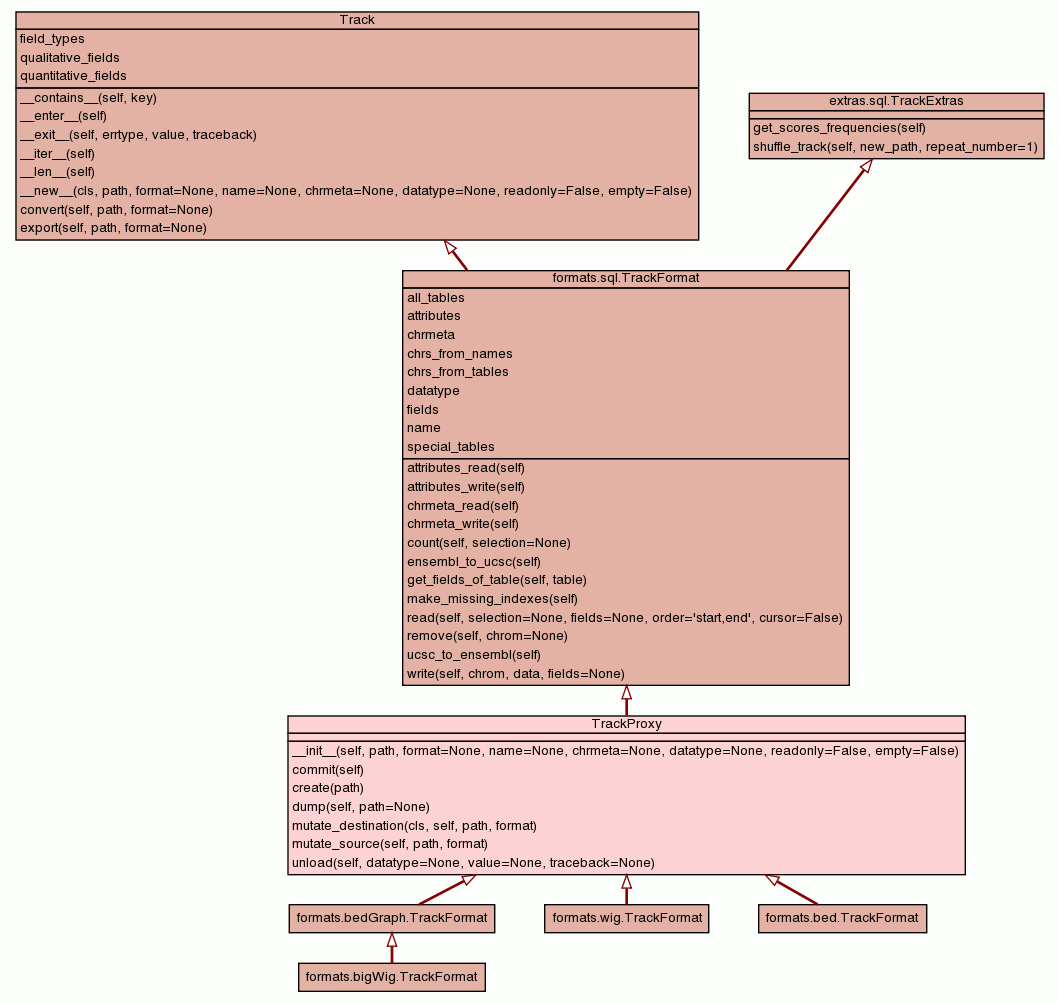 Track
field_types
qualitative_fields
quantitative_fields
__contains__(self, key)
__enter__(self)
__exit__(self, errtype, value, traceback)
__iter__(self)
__len__(self)
__new__(cls, path, format=None, name=None, chrmeta=None, datatype=None, readonly=False, empty=False)
convert(self, path, format=None)
export(self, path, format=None)
extras.sql.TrackExtras
get_scores_frequencies(self)
shuffle_track(self, new_path, repeat_number=1)
formats.sql.TrackFormat
all_tables
attributes
chrmeta
chrs_from_names
chrs_from_tables
datatype
fields
name
special_tables
attributes_read(self)
attributes_write(self)
chrmeta_read(self)
chrmeta_write(self)
count(self, selection=None)
ensembl_to_ucsc(self)
get_fields_of_table(self, table)
make_missing_indexes(self)
read(self, selection=None, fields=None, order='start,end', cursor=False)
remove(self, chrom=None)
ucsc_to_ensembl(self)
write(self, chrom, data, fields=None)
TrackProxy
__init__(self, path, format=None, name=None, chrmeta=None, datatype=None, readonly=False, empty=False)
commit(self)
create(path)
dump(self, path=None)
mutate_destination(cls, self, path, format)
mutate_source(self, path, format)
unload(self, datatype=None, value=None, traceback=None)
formats.bedGraph.TrackFormat
formats.wig.TrackFormat
formats.bed.TrackFormat
formats.bigWig.TrackFormat